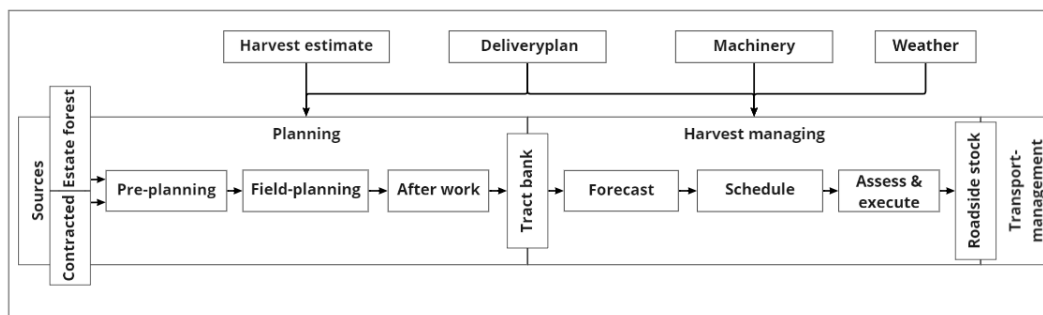 Harvest estimate
Deliveryplan
Machinery
Weather
Planning
Harvest managing
Sources
Estate forest
Contracted
Pre-planning
Field-planning
After work
Tract bank
Forecast
Schedule
Assess &
execute
Roadside stock
Transport-
management